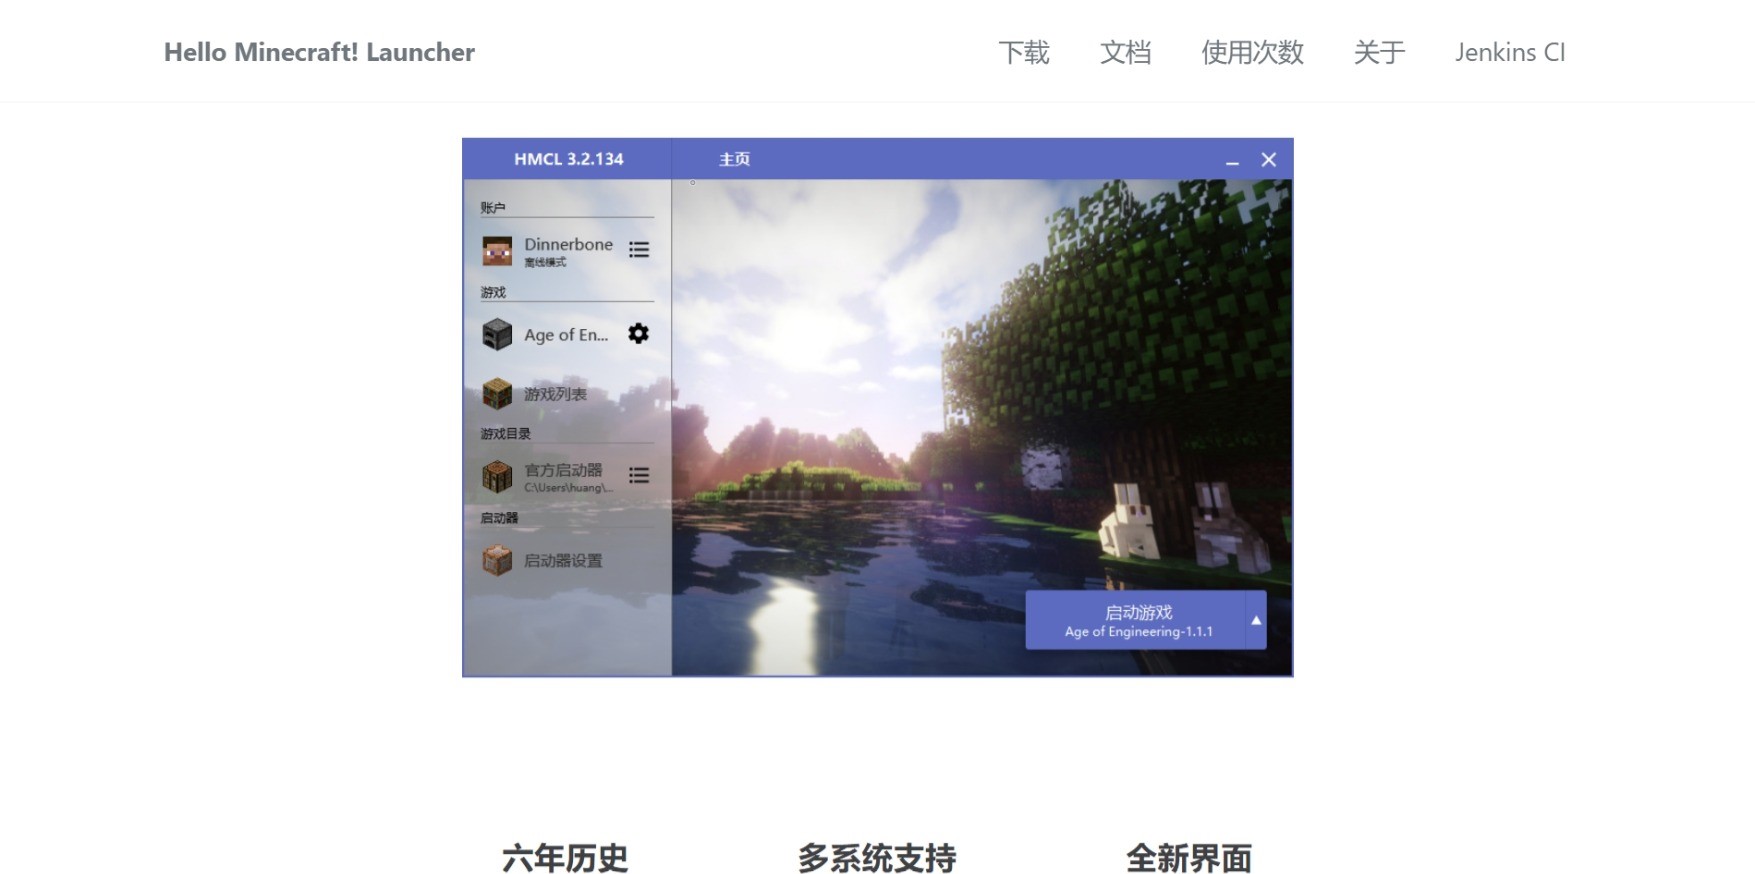 Hello Minecraft! Launcher
下载 文档 使用次数 关于 Jenkins CI
HMCL 3.2.134
主页
账户
Dinnerbone
离线模式
游戏
Age of En...
游戏列表
游戏目录
官方启动器
C:\Users\huang\...
启动器
启动器设置
启动游戏
Age of Engineering-1.1.1
六年历史 多系统支持 全新界面